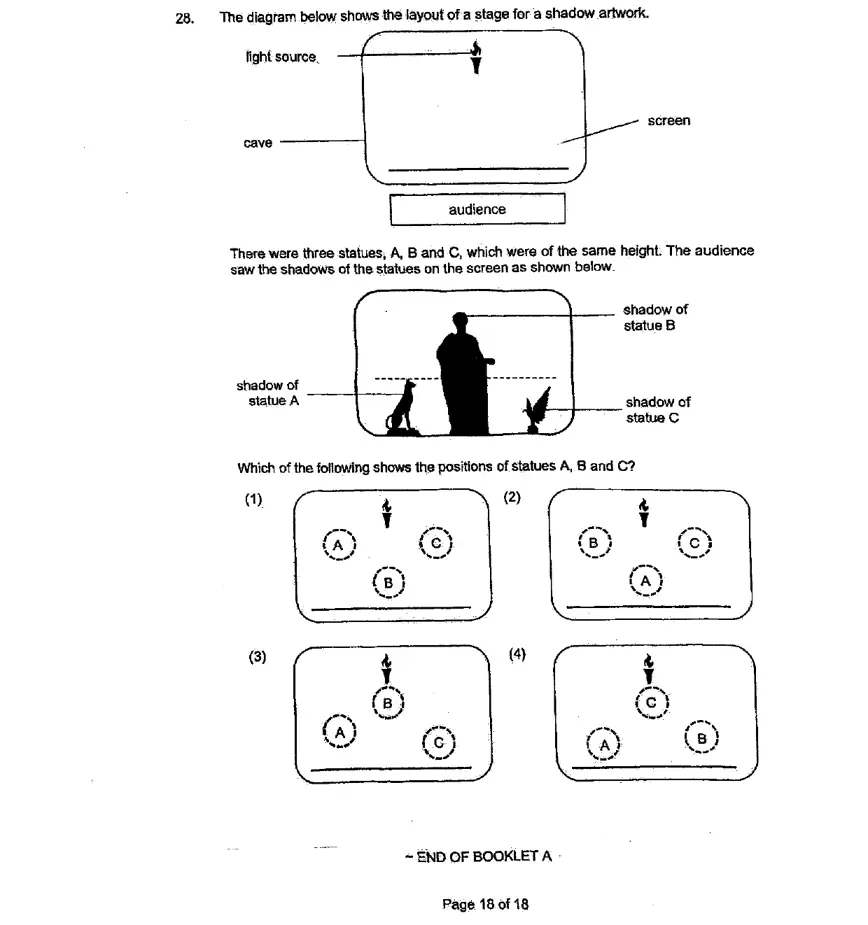 28. The diagram below shows the layout of a stage for a shadow artwork.
light source
screen
cave
audience
There were three statues, A, B and C, which were of the same height. The audience
saw the shadows of the statues on the screen as shown below.
shadow of
statue B
shadow of
statue A
shadow of
statue C
Which of the following shows the positions of statues A, B and C?
(1) (2)
A C B C
B A
(3) (4)
B C
A C A B
~ END OF BOOKLET A -
Page 18 of 18